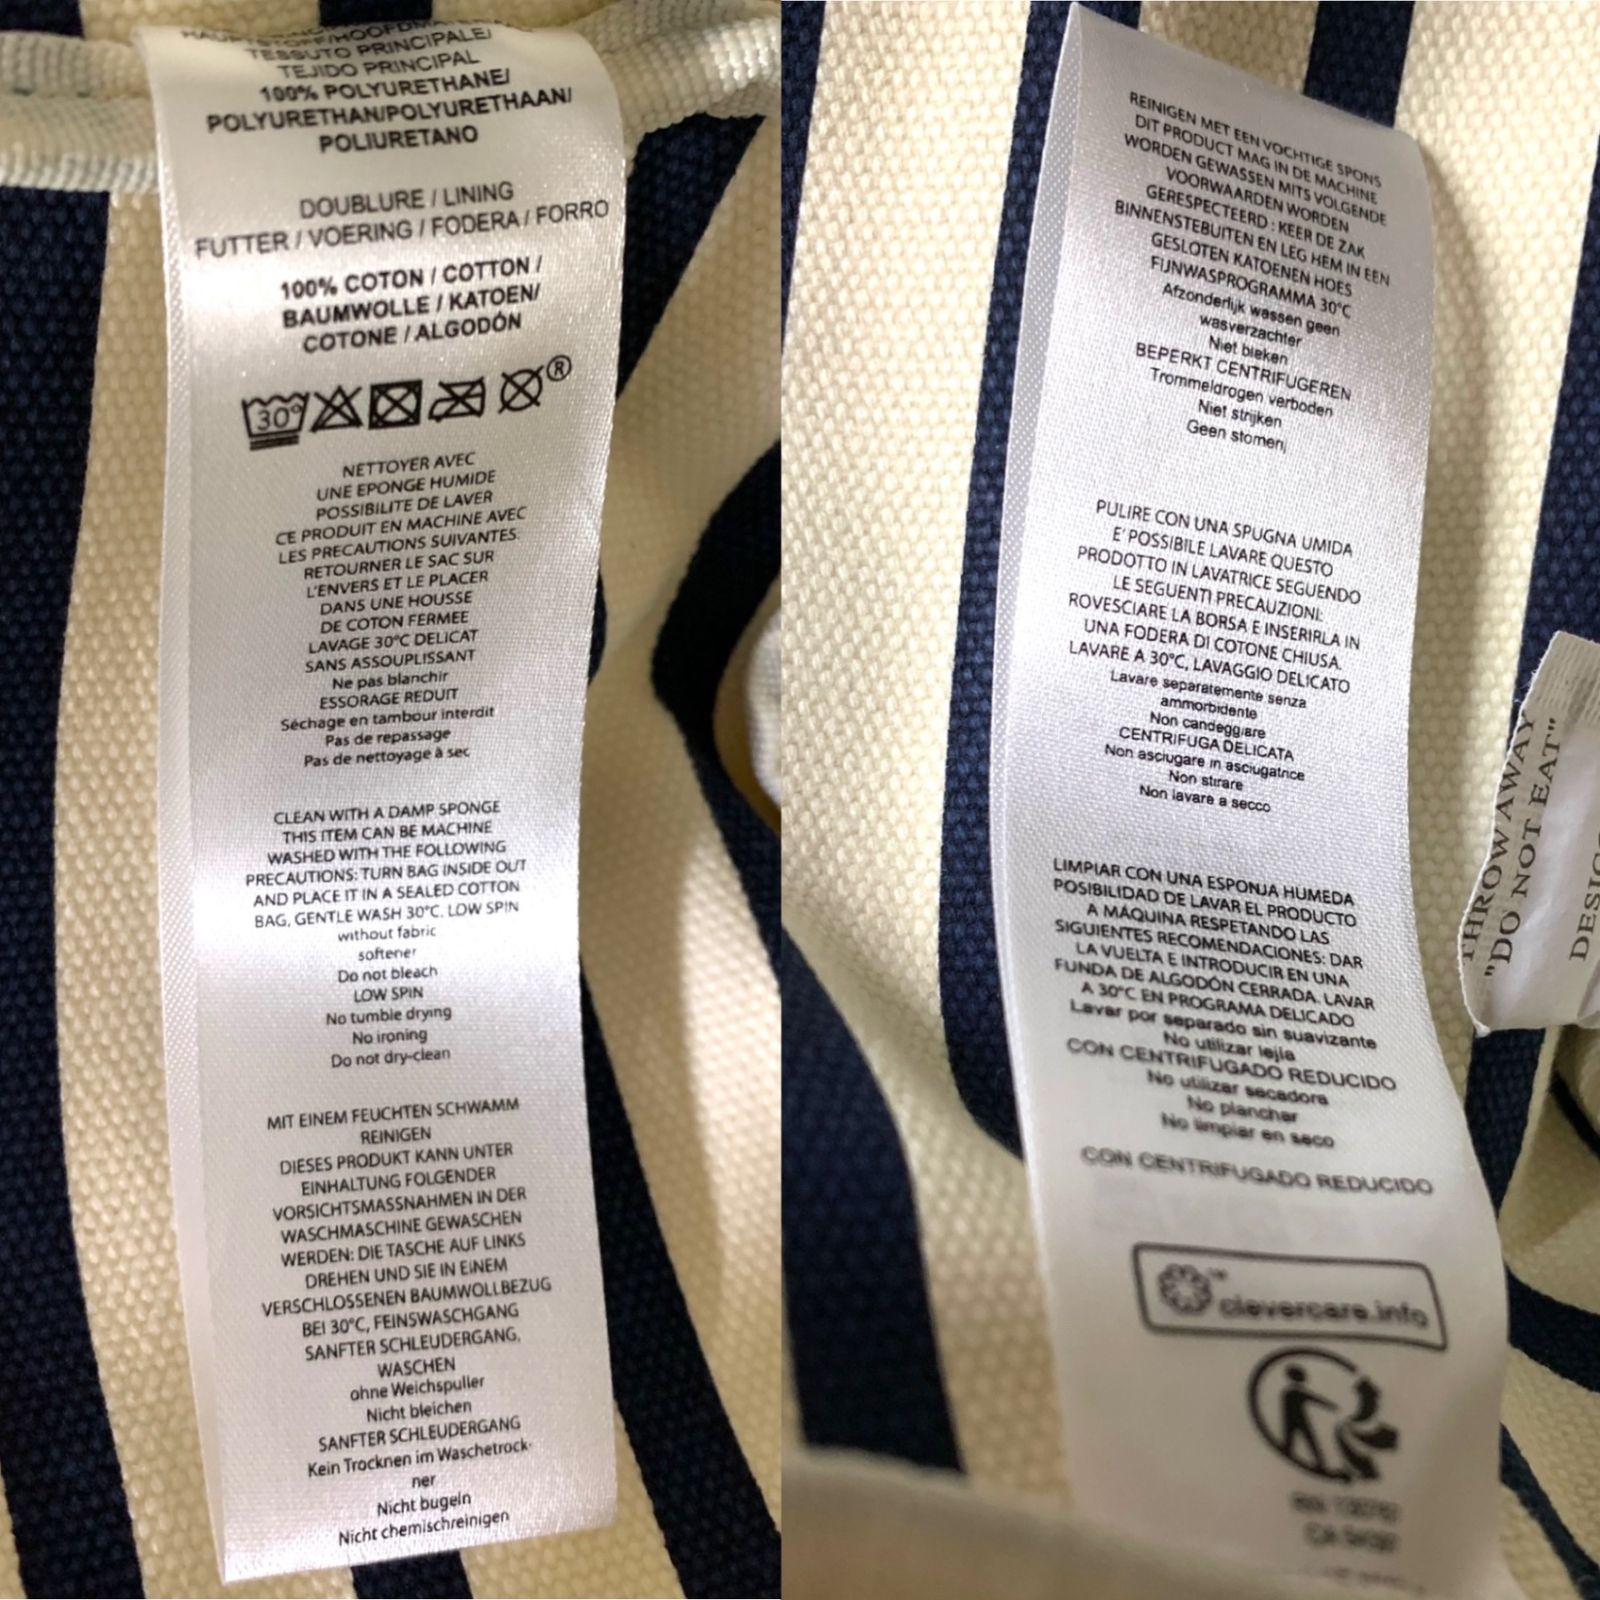 TESSUTO PRINCIPALE/
TEJIDO PRINCIPAL
100% POLYURETHANE/
POLYURETHAN/POLYURETHAAN/
POLIURETANO
DOUBLURE / LINING
FUTTER / VOERING / FODERA / FORRO
100% COTON / COTTON /
BAUMWOLLE / KATOEN/
COTONE / ALGODÓN
30°
®
NETTOYER AVEC
UNE EPONGE HUMIDE
POSSIBILITE DE LAVER
CE PRODUIT EN MACHINE AVEC
LES PRECAUTIONS SUIVANTES:
RETOURNER LE SAC SUR
L'ENVERS ET LE PLACER
DANS UNE HOUSSE
DE COTON FERMEE
LAVAGE 30°C DELICAT
SANS ASSOUPLISSANT
Ne pas blanchir
ESSORAGE REDUIT
Séchage en tambour interdit
Pas de repassage
Pas de nettoyage à sec
CLEAN WITH A DAMP SPONGE
THIS ITEM CAN BE MACHINE
WASHED WITH THE FOLLOWING
PRECAUTIONS: TURN BAG INSIDE OUT
AND PLACE IT IN A SEALED COTTON
BAG, GENTLE WASH 30°C. LOW SPIN
without fabric
softener
Do not bleach
LOW SPIN
No tumble drying
No ironing
Do not dry-clean
MIT EINEM FEUCHTEN SCHWAMM
REINIGEN
DIESES PRODUKT KANN UNTER
EINHALTUNG FOLGENDER
VORSICHTSMASSNAHMEN IN DER
WASCHMASCHINE GEWASCHEN
WERDEN: DIE TASCHE AUF LINKS
DREHEN UND SIE IN EINEM
VERSCHLOSSENEN BAUMWOLLBEZUG
BEI 30°C, FEINSWASCHGANG
SANFTER SCHLEUDERGANG,
WASCHEN
ohne Weichspuller
Nicht bleichen
SANFTER SCHLEUDERGANG
Kein Trocknen im Waschetrock-
ner
Nicht bugeln
Nicht chemischreinigen
REINIGEN MET EEN VOCHTIGE SPONS
DIT PRODUCT MAG IN DE MACHINE
WORDEN GEWASSEN MITS VOLGENDE
VOORWAARDEN WORDEN
GERESPECTEERD : KEER DE ZAK
BINNENSTEBUITEN EN LEG HEM IN EEN
GESLOTEN KATOENEN HOES
FIJNWASPROGRAMMA 30°C
Afzonderlijk wassen geen
wasverzachter
Niet bleken
BEPERKT CENTRIFUGEREN
Trommeldrogen verboden
Niet strijken
Geen stomen
PULIRE CON UNA SPUGNA UMIDA
E' POSSIBILE LAVARE QUESTO
PRODOTTO IN LAVATRICE SEGUENDO
LE SEGUENTI PRECAUZIONI:
ROVESCIARE LA BORSA E INSERIRLA IN
UNA FODERA DI COTONE CHIUSA.
LAVARE A 30°C, LAVAGGIO DELICATO
Lavare separatemente senza
ammorbidente
Non candeggiare
CENTRIFUGA DELICATA
Non asciugare in asciugatrice
Non stirare
Non lavare a secco
LIMPIAR CON UNA ESPONJA HUMEDA
POSIBILIDAD DE LAVAR EL PRODUCTO
A MÁQUINA RESPETANDO LAS
SIGUIENTES RECOMENDACIONES: DAR
LA VUELTA E INTRODUCIR EN UNA
FUNDA DE ALGODÓN CERRADA. LAVAR
A 30°C EN PROGRAMA DELICADO
Lavar por separado sin suavizante
No utilizar lejía
CON CENTRIFUGADO REDUCIDO
No utilizar secadora
No planchar
No limpiar en seco
CON CENTRIFUGADO REDUCIDO
™ clevercare.info
THROW AWAY
"DO NOT EAT"